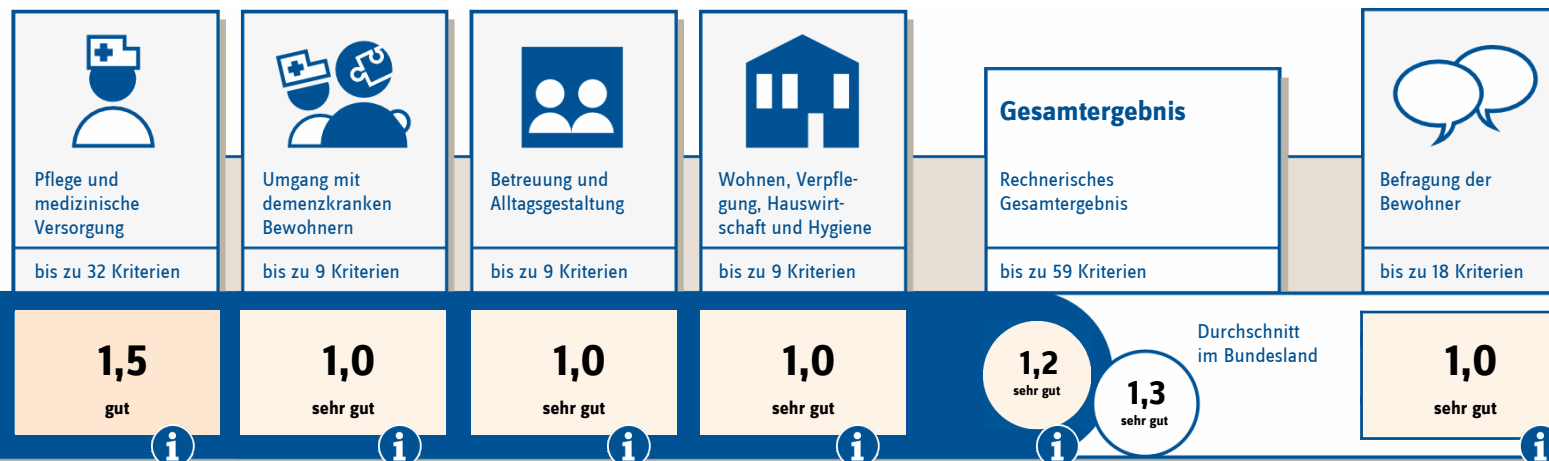 Pflege und
medizinische
Versorgung
bis zu 32 Kriterien
1,5
gut
i
Umgang mit
demenzkranken
Bewohnern
bis zu 9 Kriterien
1,0
sehr gut
i
Betreuung und
Alltagsgestaltung
bis zu 9 Kriterien
1,0
sehr gut
i
Wohnen, Verpfle-
gung, Hauswirt-
schaft und Hygiene
bis zu 9 Kriterien
1,0
sehr gut
i
Gesamtergebnis
Rechnerisches
Gesamtergebnis
bis zu 59 Kriterien
1,2
sehr gut
i
Durchschnitt
im Bundesland
1,3
sehr gut
Befragung der
Bewohner
bis zu 18 Kriterien
1,0
sehr gut
i